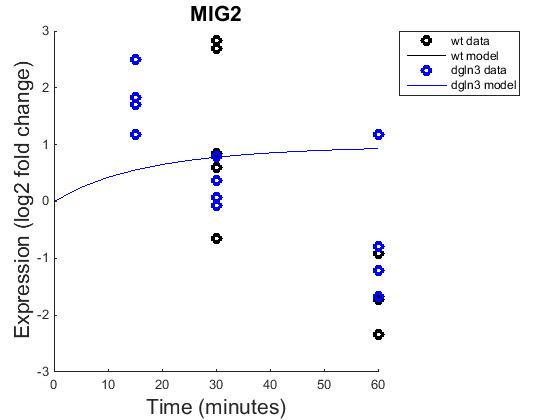 MIG2
wt data
wt model
dgln3 data
dgln3 model
Expression (log2 fold change)
3
2
1
0
-1
-2
-3
0 10 20 30 40 50 60
Time (minutes)